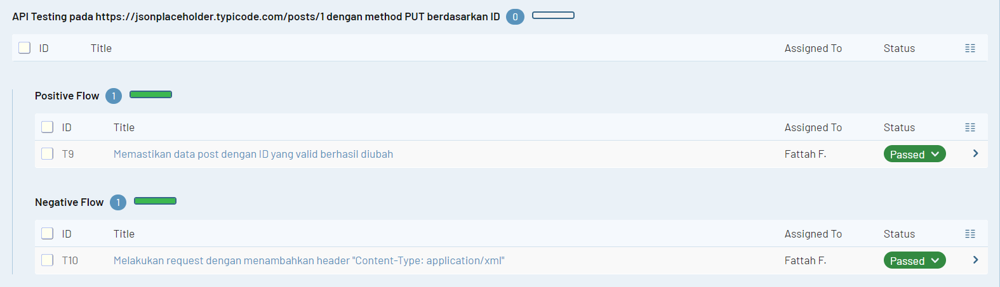 API Testing pada https://jsonplaceholder.typicode.com/posts/1 dengan method PUT berdasarkan ID 0
ID Title Assigned To Status
Positive Flow 1
ID Title Assigned To Status
T9 Memastikan data post dengan ID yang valid berhasil diubah Fattah F. Passed
Negative Flow 1
ID Title Assigned To Status
T10 Melakukan request dengan menambahkan header "Content-Type: application/xml" Fattah F. Passed